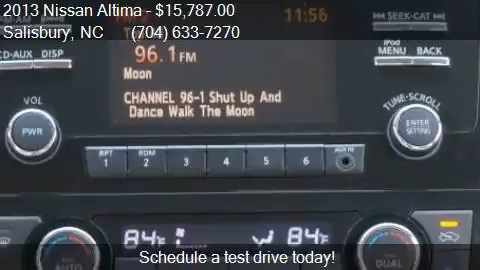 2013 Nissan Altima - $15,787.00
11:56
Salisbury, NC (704) 633-7270
SEEK·CAT
CD-AUX DISP
96.1 FM
iPod
MENU BACK
Moon
CHANNEL 96-1 Shut Up And
Dance Walk The Moon
VOL
PWR
TUNE·SCROLL
ENTER
SETTING
RPT
1
RDM
2
3
4
5
6
AUX IN
84°F
84°F
AUTO
DUAL
Schedule a test drive today!